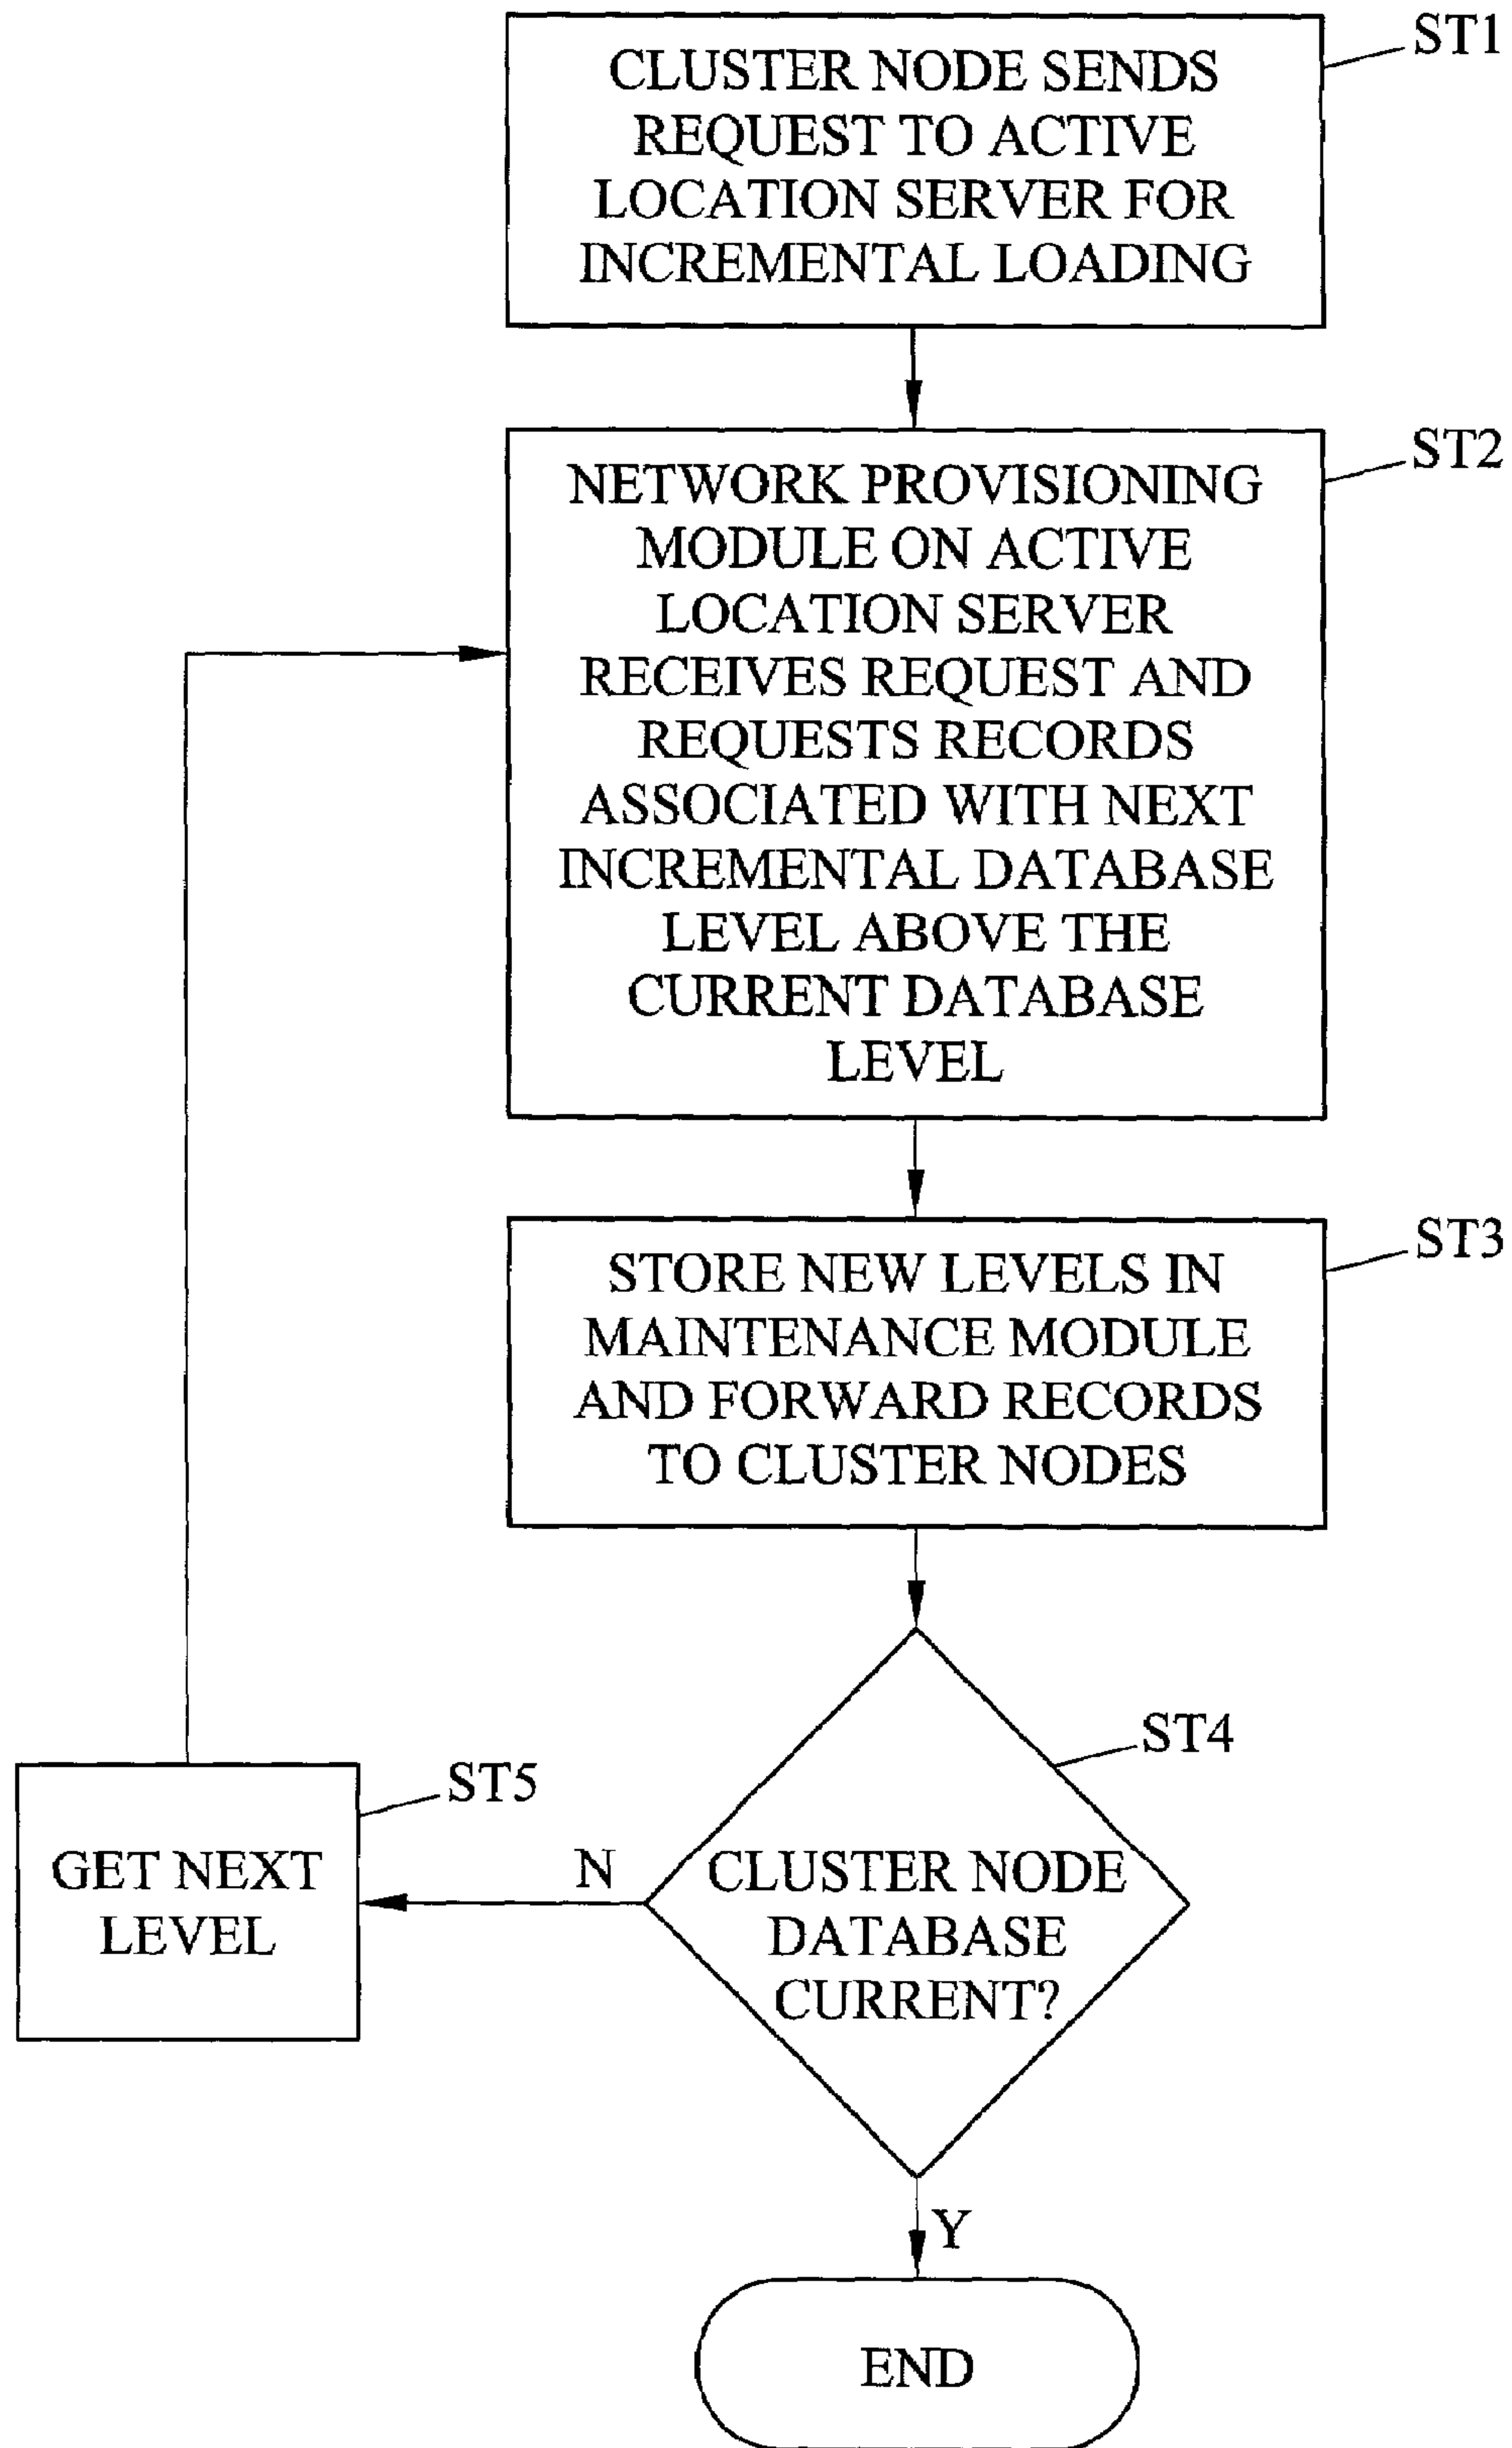 ST1
CLUSTER NODE SENDS
REQUEST TO ACTIVE
LOCATION SERVER FOR
INCREMENTAL LOADING
ST2
NETWORK PROVISIONING
MODULE ON ACTIVE
LOCATION SERVER
RECEIVES REQUEST AND
REQUESTS RECORDS
ASSOCIATED WITH NEXT
INCREMENTAL DATABASE
LEVEL ABOVE THE
CURRENT DATABASE
LEVEL
ST3
STORE NEW LEVELS IN
MAINTENANCE MODULE
AND FORWARD RECORDS
TO CLUSTER NODES
ST4
CLUSTER NODE
DATABASE
CURRENT?
N
ST5
GET NEXT
LEVEL
Y
END